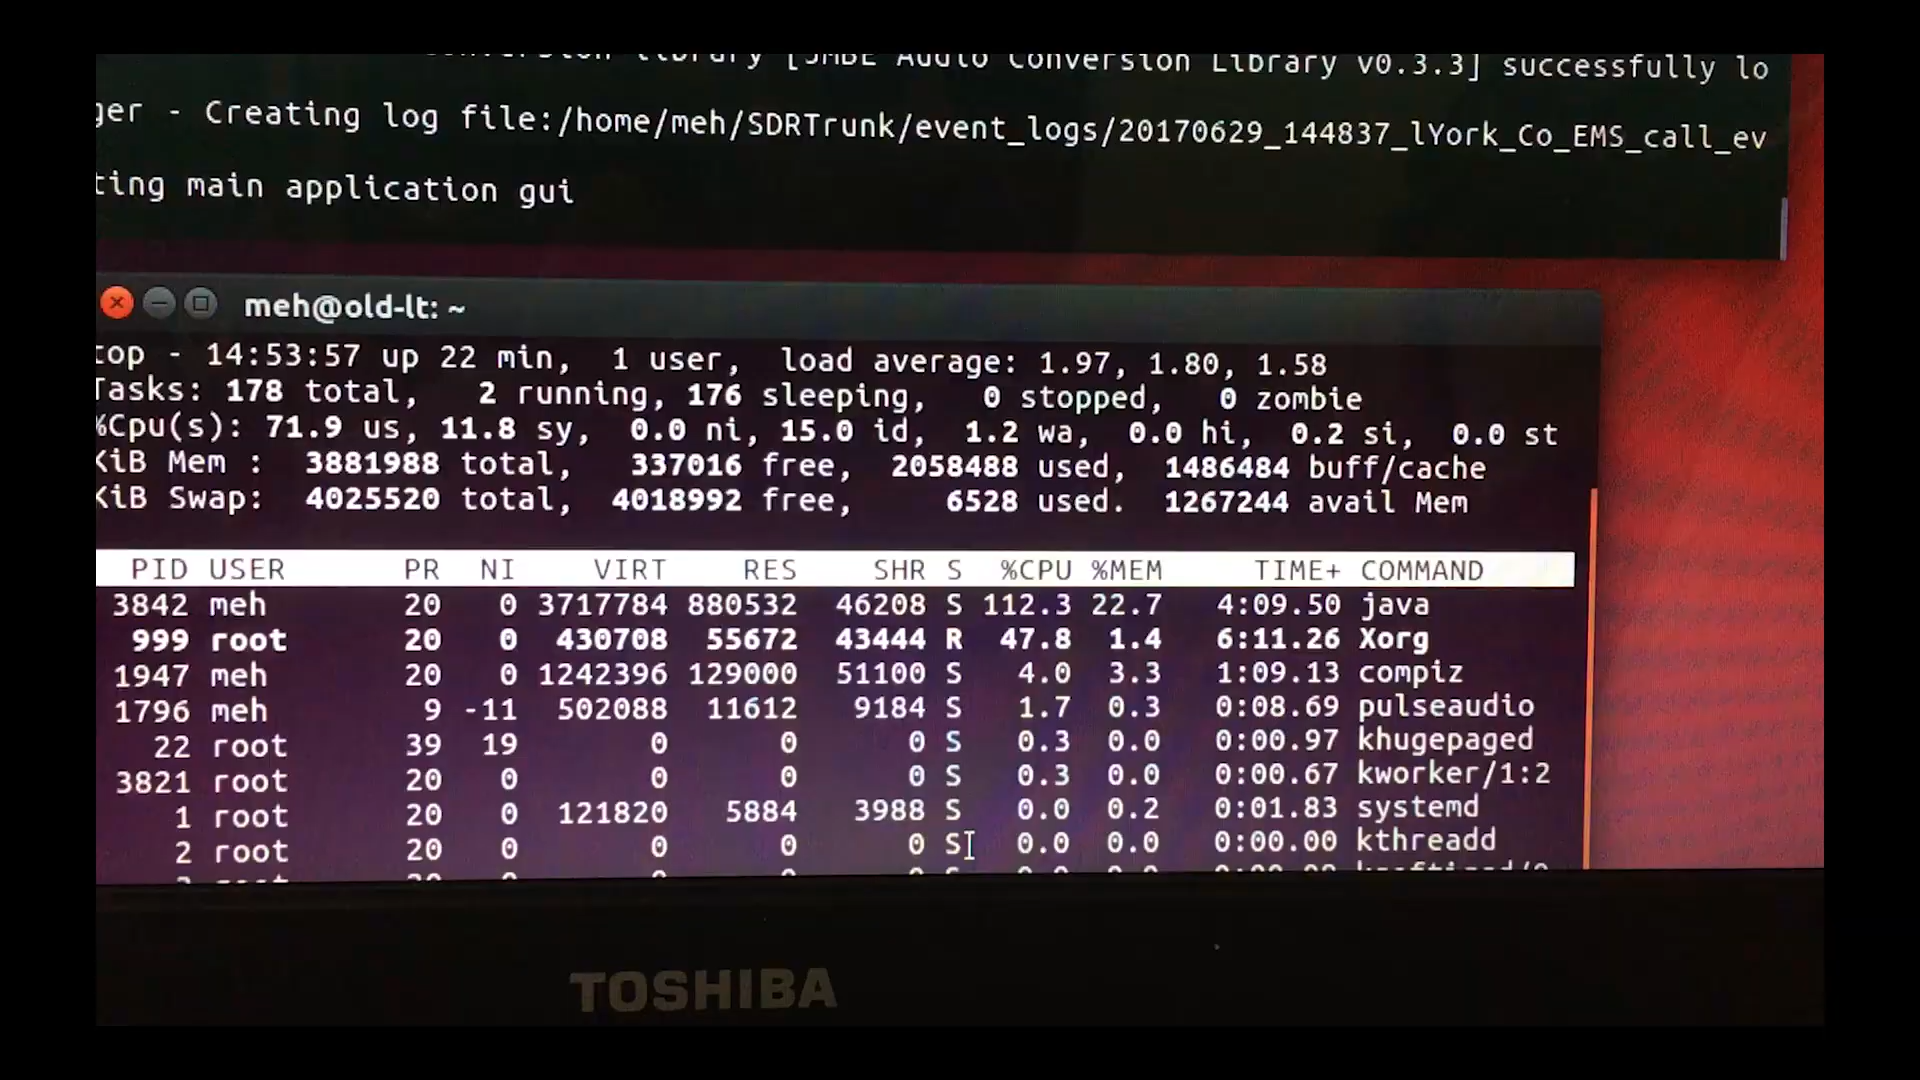 conversion library [JMBE Audio Conversion Library v0.3.3] successfully lo
ger - Creating log file:/home/meh/SDRTrunk/event_logs/20170629_144837_lYork_Co_EMS_call_ev
ting main application gui
meh@old-lt: ~
top - 14:53:57 up 22 min,  1 user,  load average: 1.97, 1.80, 1.58
Tasks: 178 total,   2 running, 176 sleeping,   0 stopped,   0 zombie
%Cpu(s): 71.9 us, 11.8 sy,  0.0 ni, 15.0 id,  1.2 wa,  0.0 hi,  0.2 si,  0.0 st
KiB Mem :  3881988 total,   337016 free,  2058488 used,  1486484 buff/cache
KiB Swap:  4025520 total,  4018992 free,     6528 used.  1267244 avail Mem
PID USER PR NI VIRT RES SHR S %CPU %MEM TIME+ COMMAND
3842 meh 20 0 3717784 880532 46208 S 112.3 22.7 4:09.50 java
999 root 20 0 430708 55672 43444 R 47.8 1.4 6:11.26 Xorg
1947 meh 20 0 1242396 129000 51100 S 4.0 3.3 1:09.13 compiz
1796 meh 9 -11 502088 11612 9184 S 1.7 0.3 0:08.69 pulseaudio
22 root 39 19 0 0 0 S 0.3 0.0 0:00.97 khugepaged
3821 root 20 0 0 0 0 S 0.3 0.0 0:00.67 kworker/1:2
1 root 20 0 121820 5884 3988 S 0.0 0.2 0:01.83 systemd
2 root 20 0 0 0 0 S 0.0 0.0 0:00.00 kthreadd
TOSHIBA